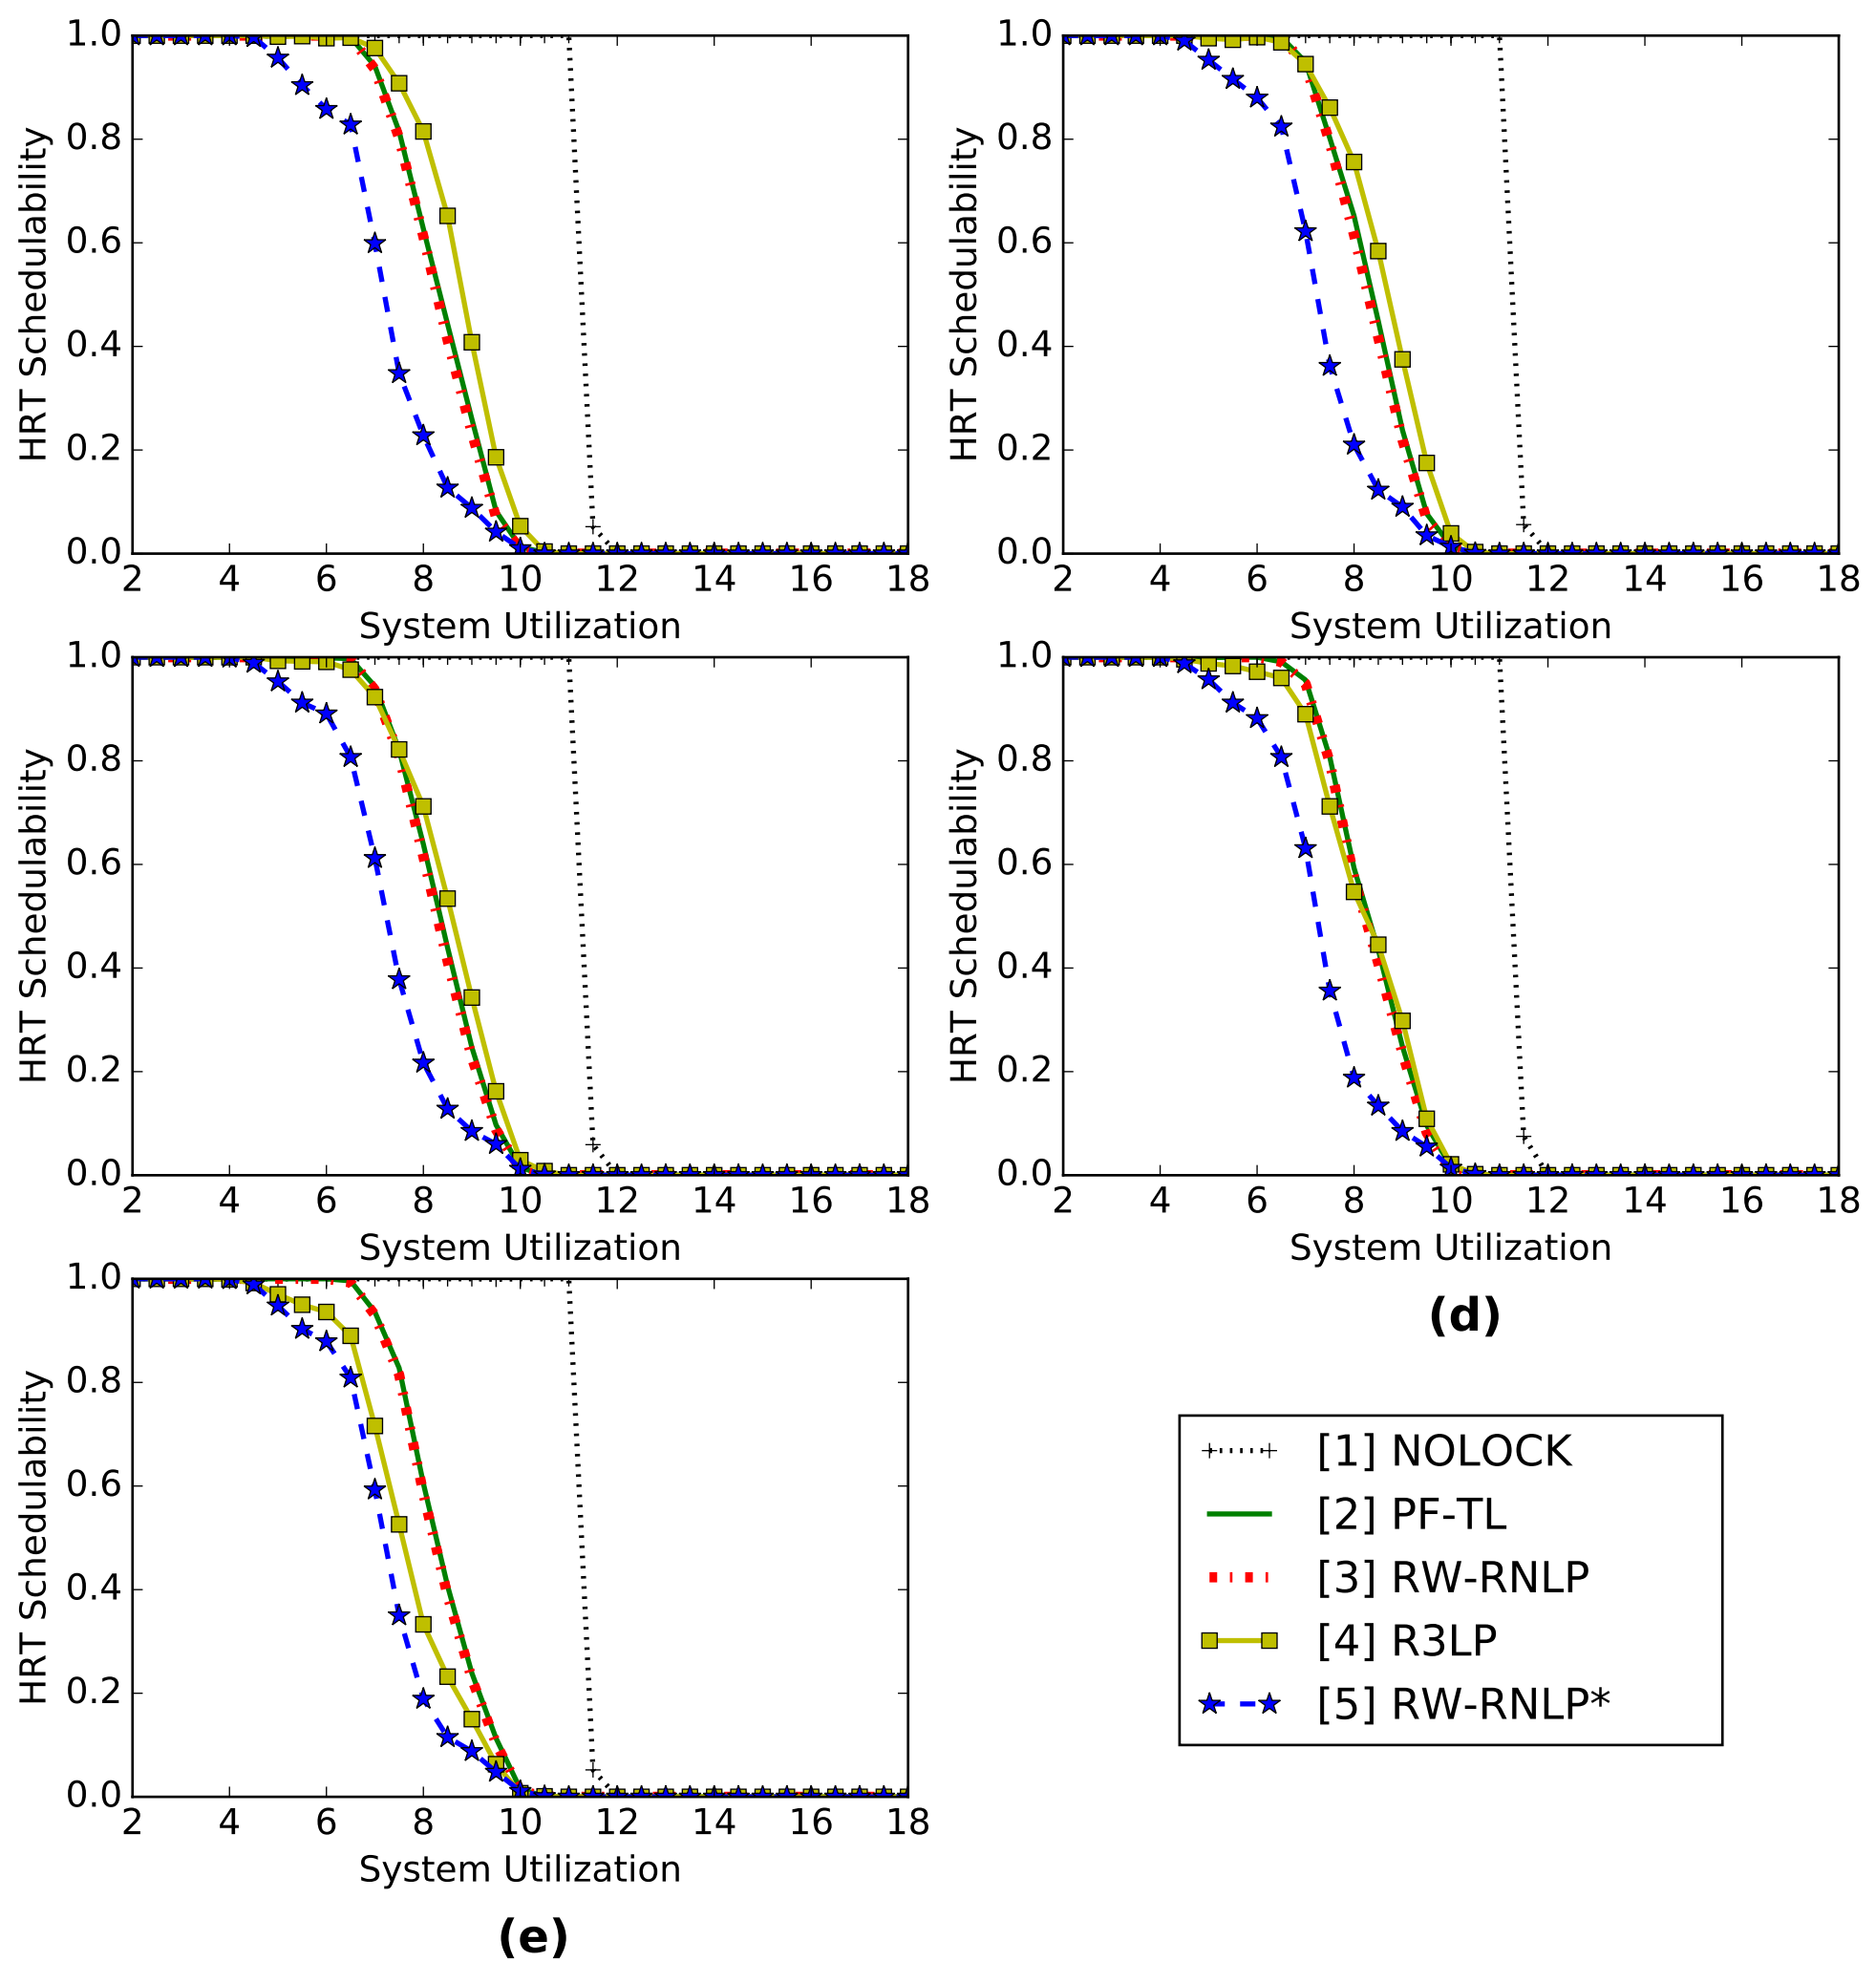 1.0
0.8
0.6
0.4
0.2
0.0
HRT Schedulability
2 4 6 8 10 12 14 16 18
System Utilization
1.0
0.8
0.6
0.4
0.2
0.0
HRT Schedulability
2 4 6 8 10 12 14 16 18
System Utilization
1.0
0.8
0.6
0.4
0.2
0.0
HRT Schedulability
2 4 6 8 10 12 14 16 18
System Utilization
1.0
0.8
0.6
0.4
0.2
0.0
HRT Schedulability
2 4 6 8 10 12 14 16 18
System Utilization
(d)
1.0
0.8
0.6
0.4
0.2
0.0
HRT Schedulability
2 4 6 8 10 12 14 16 18
System Utilization
(e)
[1] NOLOCK
[2] PF-TL
[3] RW-RNLP
[4] R3LP
[5] RW-RNLP*